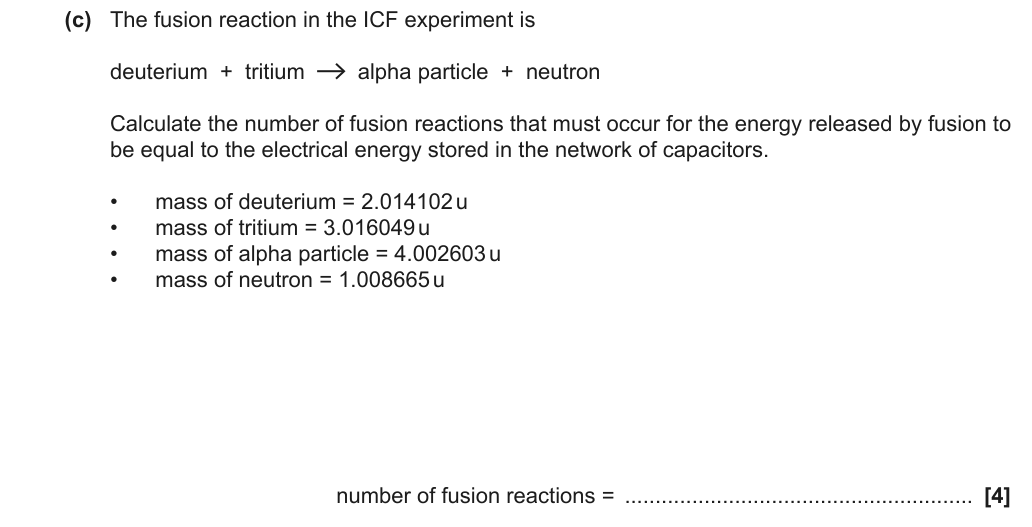 (c) The fusion reaction in the ICF experiment is
deuterium + tritium → alpha particle + neutron
Calculate the number of fusion reactions that must occur for the energy released by fusion to
be equal to the electrical energy stored in the network of capacitors.
• mass of deuterium = 2.014102 u
• mass of tritium = 3.016049 u
• mass of alpha particle = 4.002603 u
• mass of neutron = 1.008665 u
number of fusion reactions = ......................................................... [4]